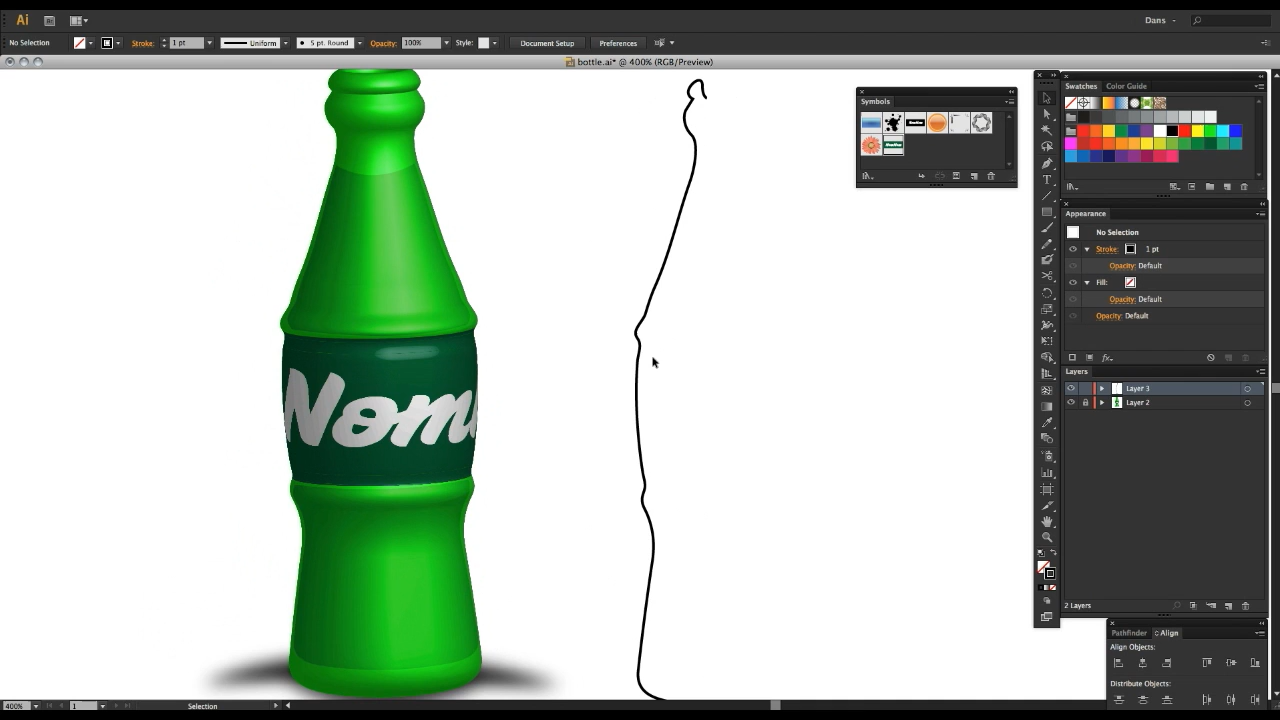 Ai Br Dans
No Selection Stroke: 1 pt Uniform 5 pt. Round Opacity: 100% Style: Document Setup Preferences
bottle.ai* @ 400% (RGB/Preview)
Symbols
Swatches Color Guide
Appearance
No Selection
Stroke: 1 pt
Opacity: Default
Fill:
Opacity: Default
Opacity: Default
fx
Layers
Layer 3
Layer 2
2 Layers
Pathfinder Align
Align Objects:
Distribute Objects:
400% 1 Selection